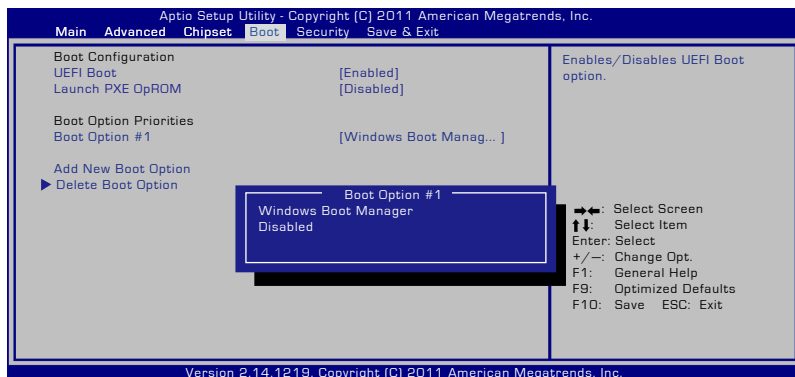 Aptio Setup Utility - Copyright (C) 2011 American Megatrends, Inc.
Main Advanced Chipset Boot Security Save & Exit
Boot Configuration
UEFI Boot [Enabled]
Launch PXE OpROM [Disabled]
Boot Option Priorities
Boot Option #1 [Windows Boot Manag... ]
Add New Boot Option
Delete Boot Option
Boot Option #1
Windows Boot Manager
Disabled
Enables/Disables UEFI Boot
option.
→←: Select Screen
↑↓: Select Item
Enter: Select
+/—: Change Opt.
F1: General Help
F9: Optimized Defaults
F10: Save ESC: Exit
Version 2.14.1219. Copyright (C) 2011 American Megatrends, Inc.